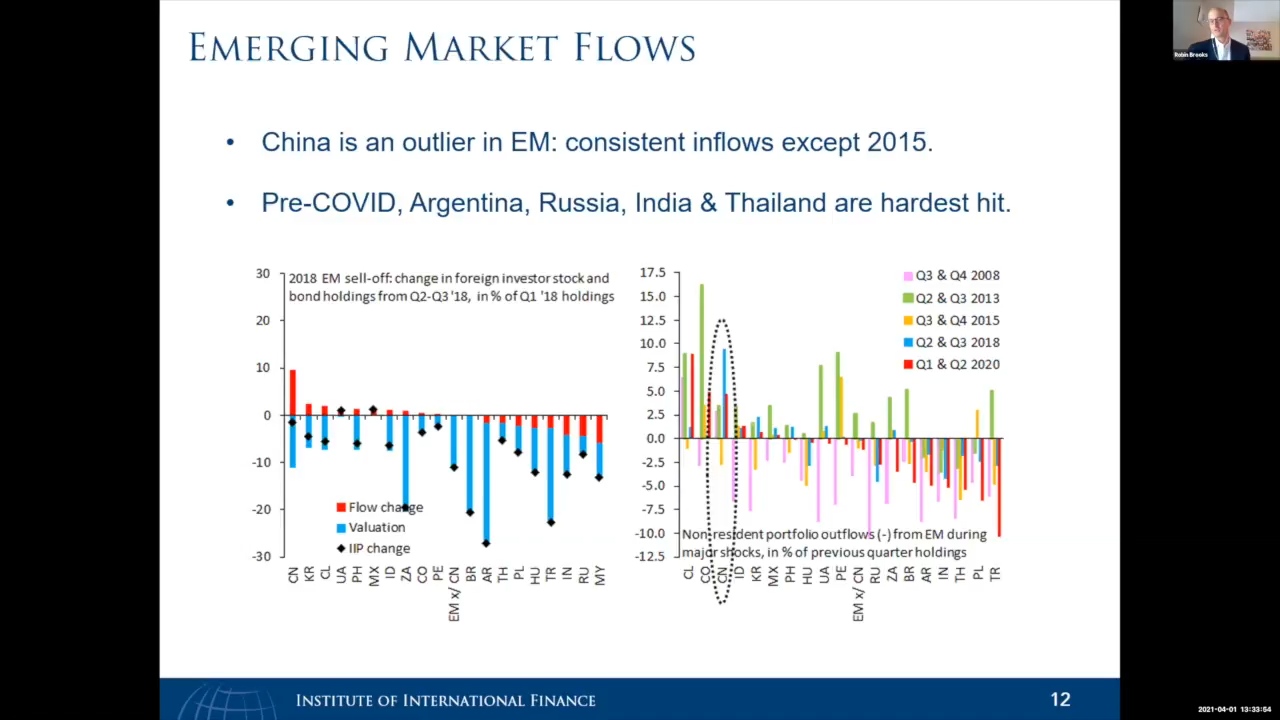 EMERGING MARKET FLOWS
Robin Brooks
• China is an outlier in EM: consistent inflows except 2015.
• Pre-COVID, Argentina, Russia, India & Thailand are hardest hit.
30
20
10
0
-10
-20
-30
2018 EM sell-off: change in foreign investor stock and
bond holdings from Q2-Q3 '18, in % of Q1 '18 holdings
Flow change
Valuation
IIP change
CN KR CL UA PH MX ID ZA CO PE EM x/ CN BR AR TH PL HU TR IN RU MY
17.5
15.0
12.5
10.0
7.5
5.0
2.5
0.0
-2.5
-5.0
-7.5
-10.0
-12.5
Q3 & Q4 2008
Q2 & Q3 2013
Q3 & Q4 2015
Q2 & Q3 2018
Q1 & Q2 2020
Non-resident portfolio outflows (-) from EM during
major shocks, in % of previous quarter holdings
CL CO CN ID KR MX PH HU UA PE EM x/ CN RU ZA BR AR IN TH PL TR
INSTITUTE OF INTERNATIONAL FINANCE
12
2021-04-01 13:33:54